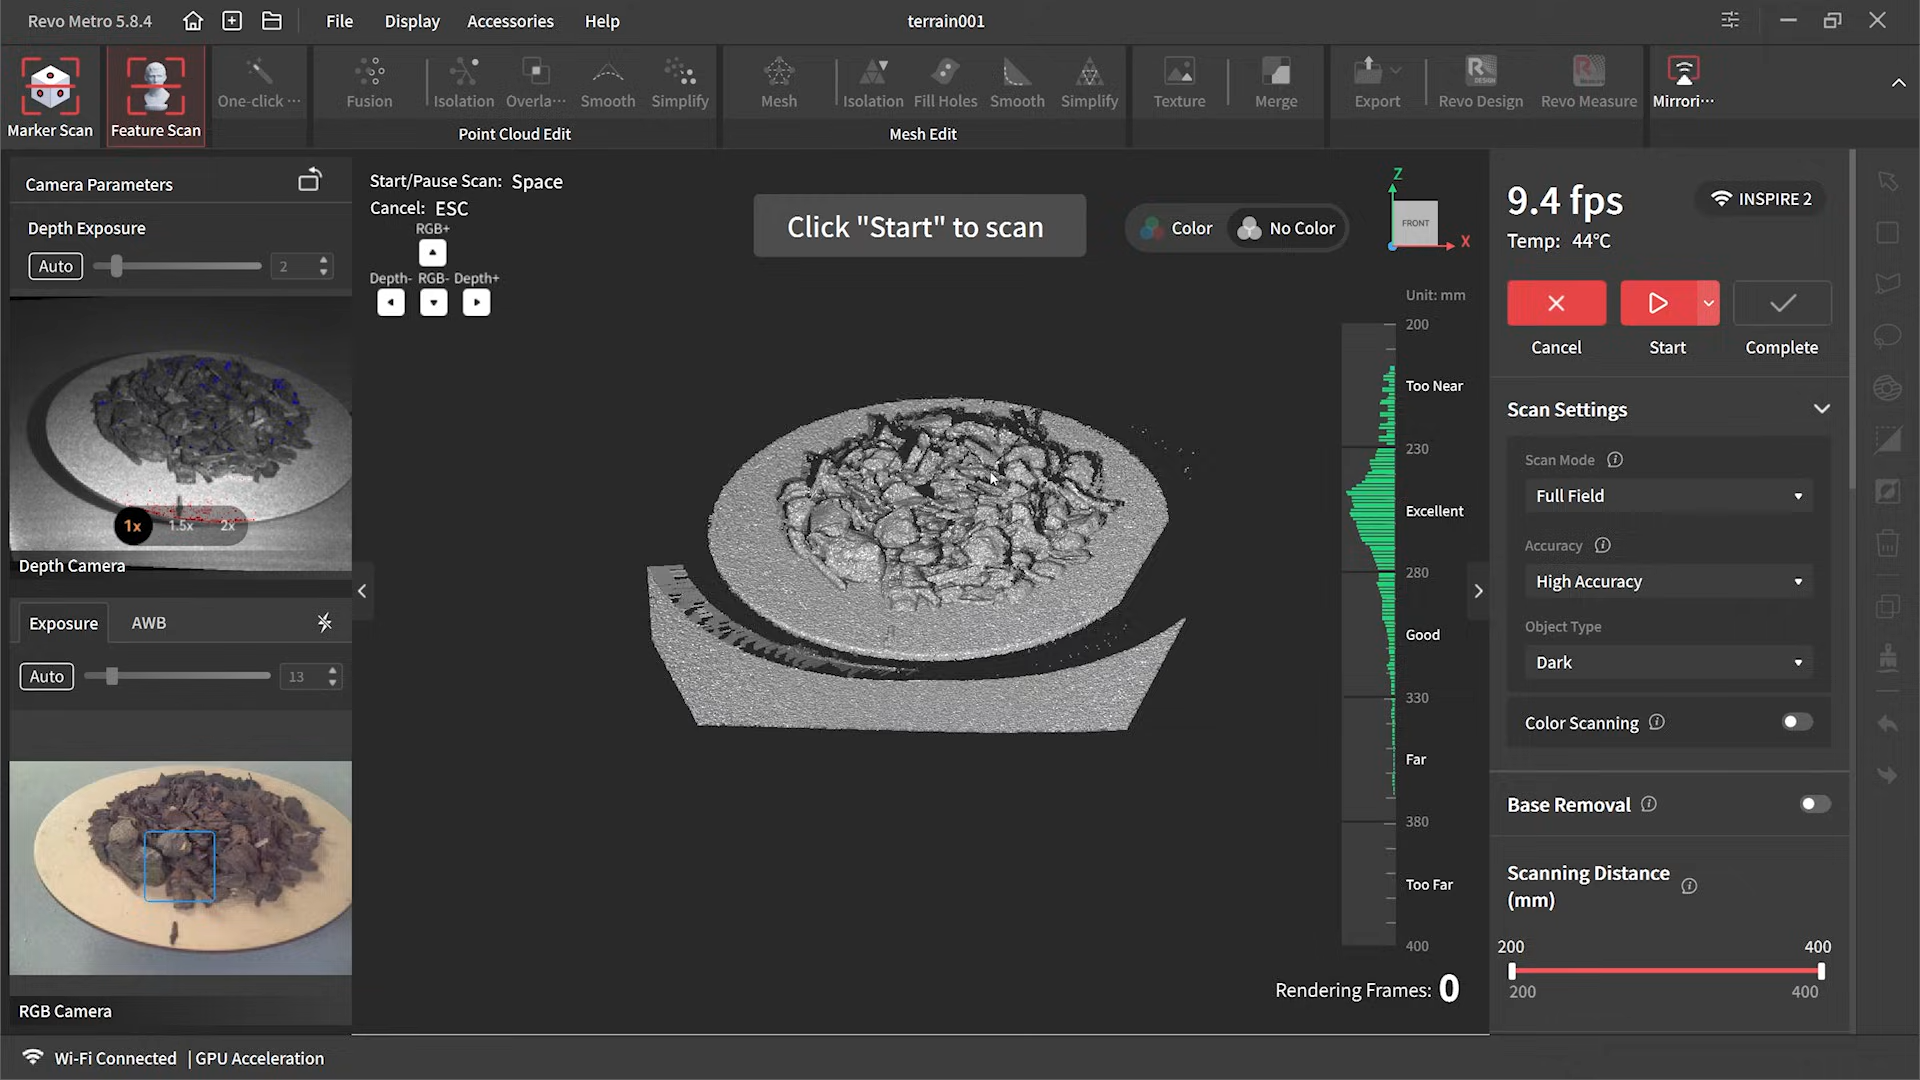 Revo Metro 5.8.4
File
Display
Accessories
Help
terrain001
Marker Scan
Feature Scan
One-click ···
Fusion
Isolation
Overla···
Smooth
Simplify
Point Cloud Edit
Mesh
Isolation
Fill Holes
Smooth
Simplify
Mesh Edit
Texture
Merge
Export
Revo Design
Revo Measure
Mirrori···
Camera Parameters
Depth Exposure
Auto
2
1x
1.5x
2x
Depth Camera
Exposure
AWB
Auto
13
RGB Camera
Start/Pause Scan: Space
Cancel: ESC
RGB+
Depth- RGB- Depth+
Click "Start" to scan
Color
No Color
Z
FRONT
X
Unit: mm
200
Too Near
230
Excellent
280
Good
330
Far
380
Too Far
400
Rendering Frames: 0
9.4 fps
INSPIRE 2
Temp: 44℃
Cancel
Start
Complete
Scan Settings
Scan Mode
Full Field
Accuracy
High Accuracy
Object Type
Dark
Color Scanning
Base Removal
Scanning Distance
(mm)
200
400
200
400
Wi-Fi Connected | GPU Acceleration